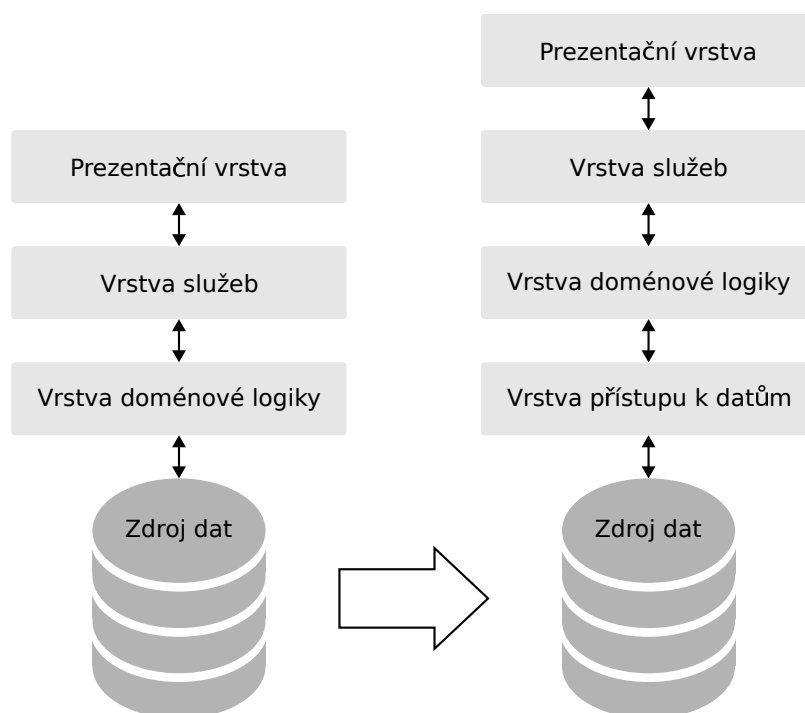 Prezentační vrstva
Vrstva služeb
Vrstva doménové logiky
Zdroj dat
Prezentační vrstva
Vrstva služeb
Vrstva doménové logiky
Vrstva přístupu k datům
Zdroj dat